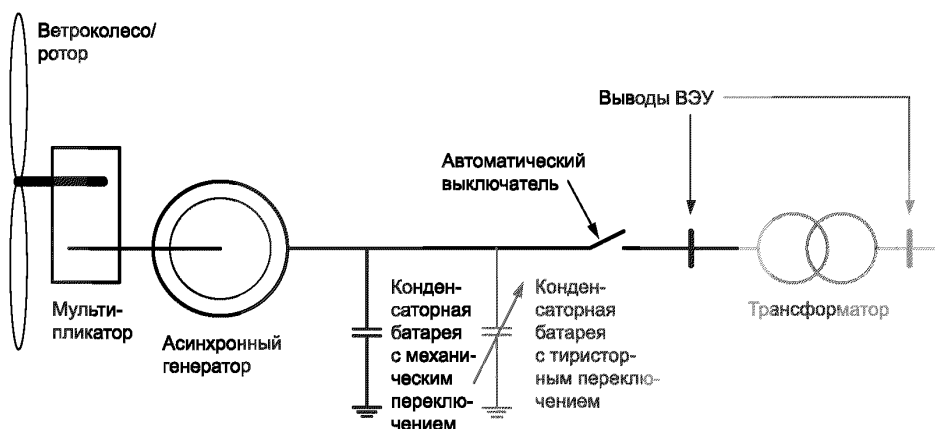 Ветроколесо/
ротор
Выводы ВЭУ
Автоматический
выключатель
Мульти-
пликатор
Асинхронный
генератор
Конден-
саторная
батарея
с механи-
ческим
переклю-
чением
Конден-
саторная
батарея
с тиристор-
ным переклю-
чением
Трансформатор